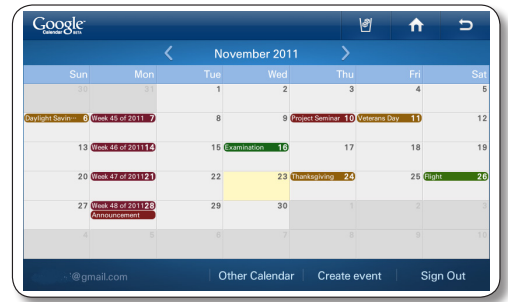 Google
Calendar BETA
November 2011
Sun Mon Tue Wed Thu Fri Sat
30 31 1 2 3 4 5
Daylight Savin··· 6 Week 45 of 2011 7 8 9 Project Seminar 10 Veterans Day 11 12
13 Week 46 of 2011 14 15 Examination 16 17 18 19
20 Week 47 of 2011 21 22 23 Thanksgiving 24 25 flight 26
27 Week 48 of 2011 28 29 30 1 2 3
Announcement
4 5 6 7 8 9 10
@gmail.com Other Calendar Create event Sign Out